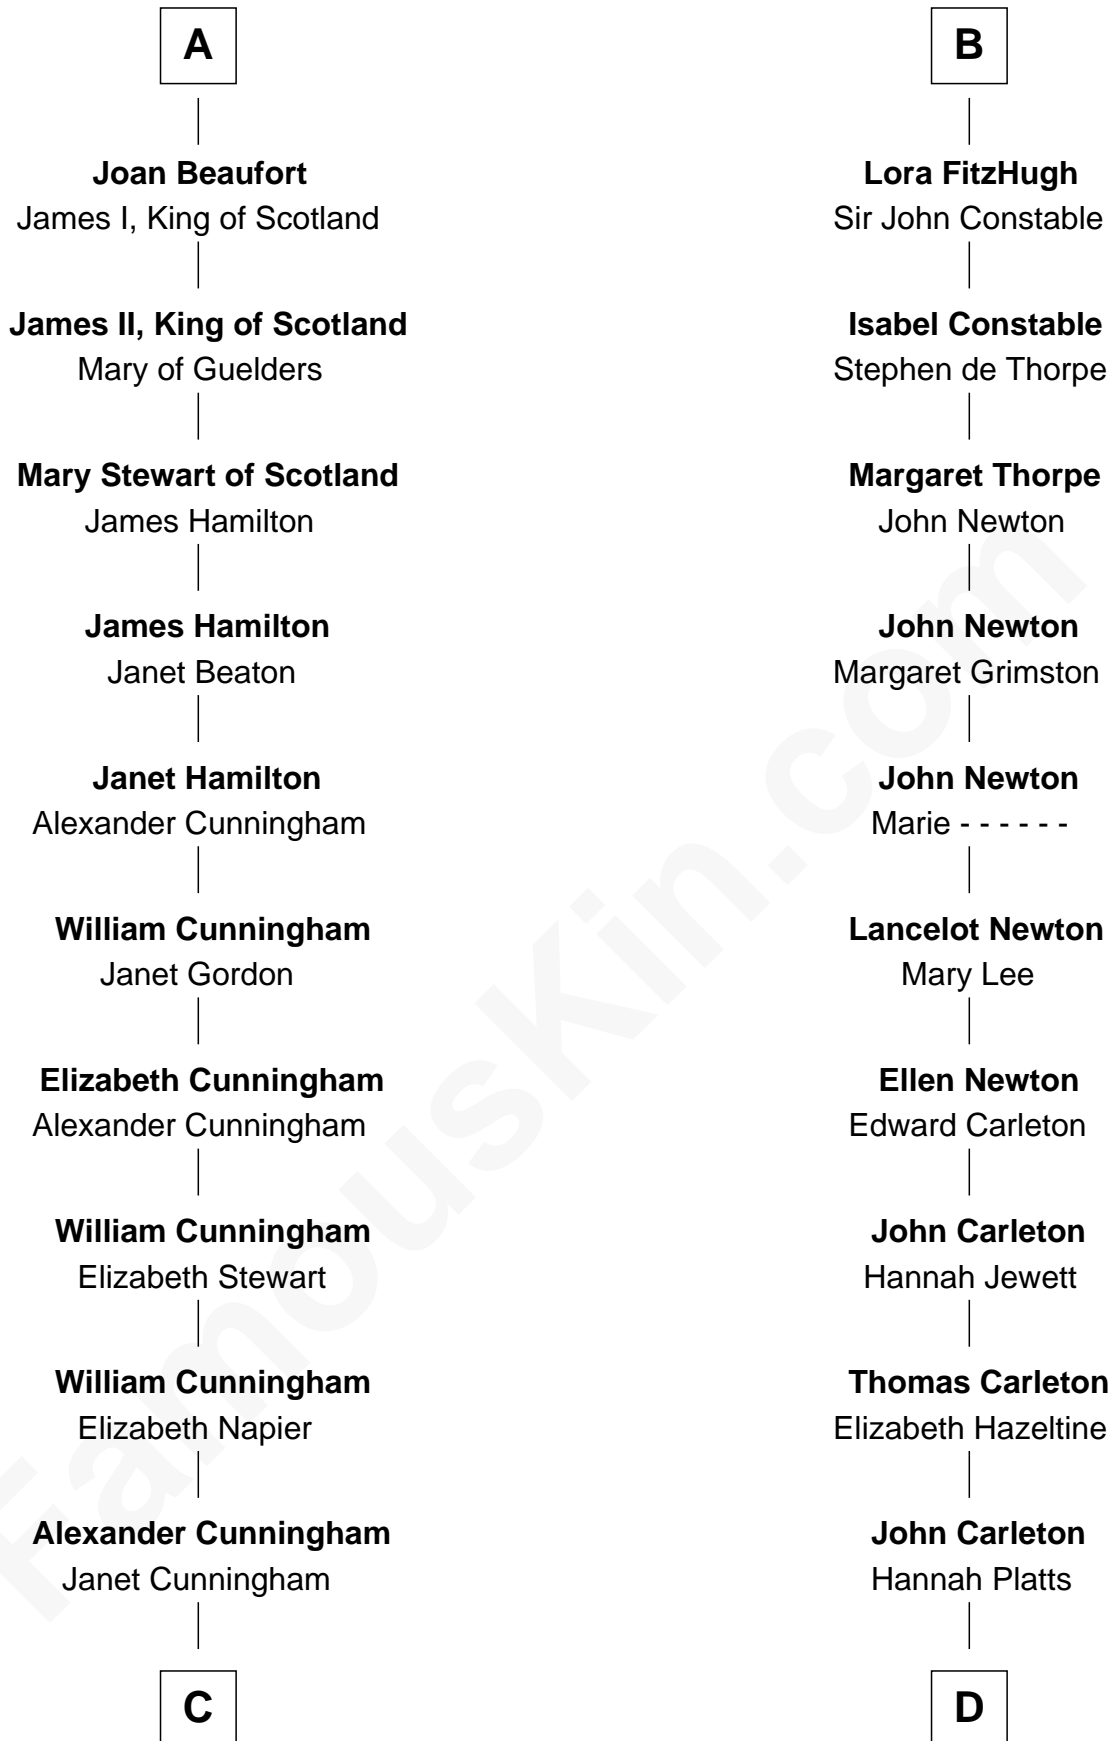 A
Joan Beaufort
James I, King of Scotland
James II, King of Scotland
Mary of Guelders
Mary Stewart of Scotland
James Hamilton
James Hamilton
Janet Beaton
Janet Hamilton
Alexander Cunningham
William Cunningham
Janet Gordon
Elizabeth Cunningham
Alexander Cunningham
William Cunningham
Elizabeth Stewart
William Cunningham
Elizabeth Napier
Alexander Cunningham
Janet Cunningham
C
B
Lora FitzHugh
Sir John Constable
Isabel Constable
Stephen de Thorpe
Margaret Thorpe
John Newton
John Newton
Margaret Grimston
John Newton
Marie - - - - - -
Lancelot Newton
Mary Lee
Ellen Newton
Edward Carleton
John Carleton
Hannah Jewett
Thomas Carleton
Elizabeth Hazeltine
John Carleton
Hannah Platts
D
FamousKin.com